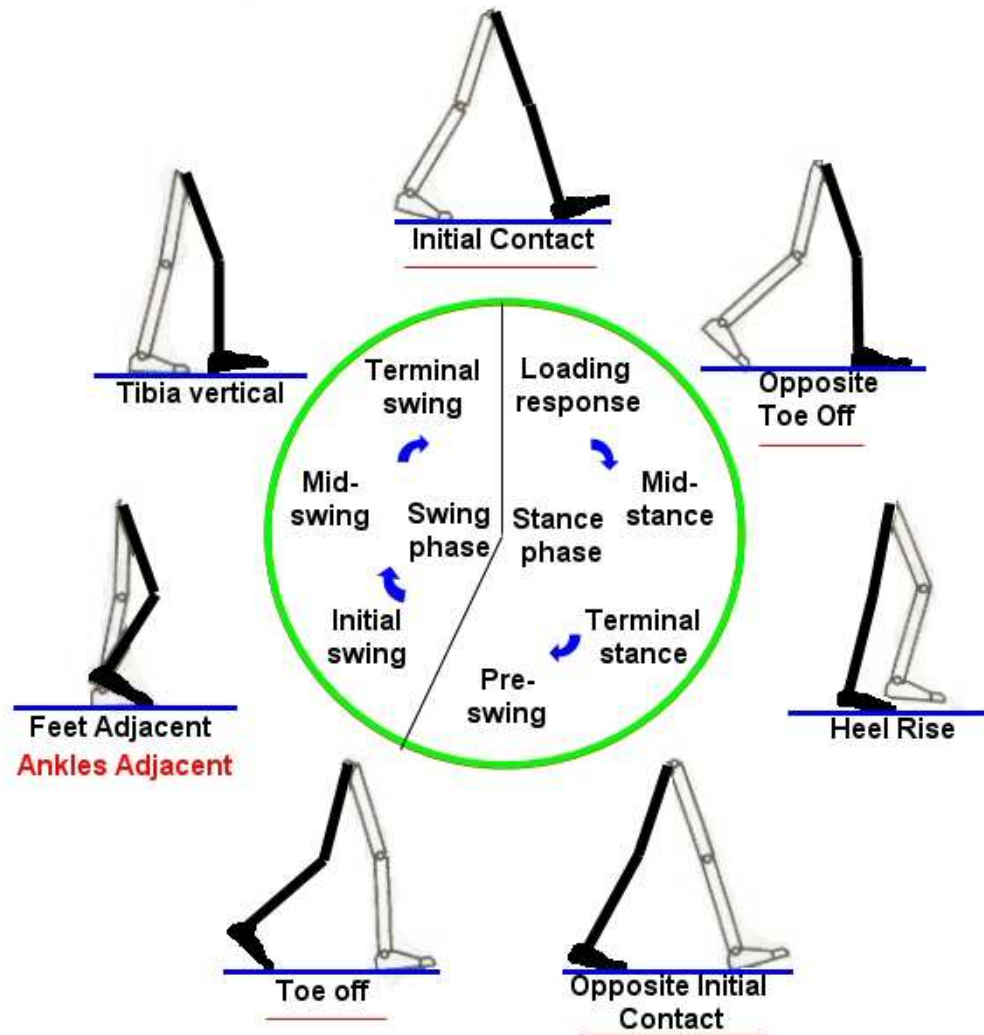 Initial Contact
Opposite
Toe Off
Heel Rise
Opposite Initial
Contact
Toe off
Feet Adjacent
Ankles Adjacent
Tibia vertical
Loading
response
Mid-
stance
Terminal
stance
Pre-
swing
Initial
swing
Mid-
swing
Terminal
swing
Swing
phase
Stance
phase